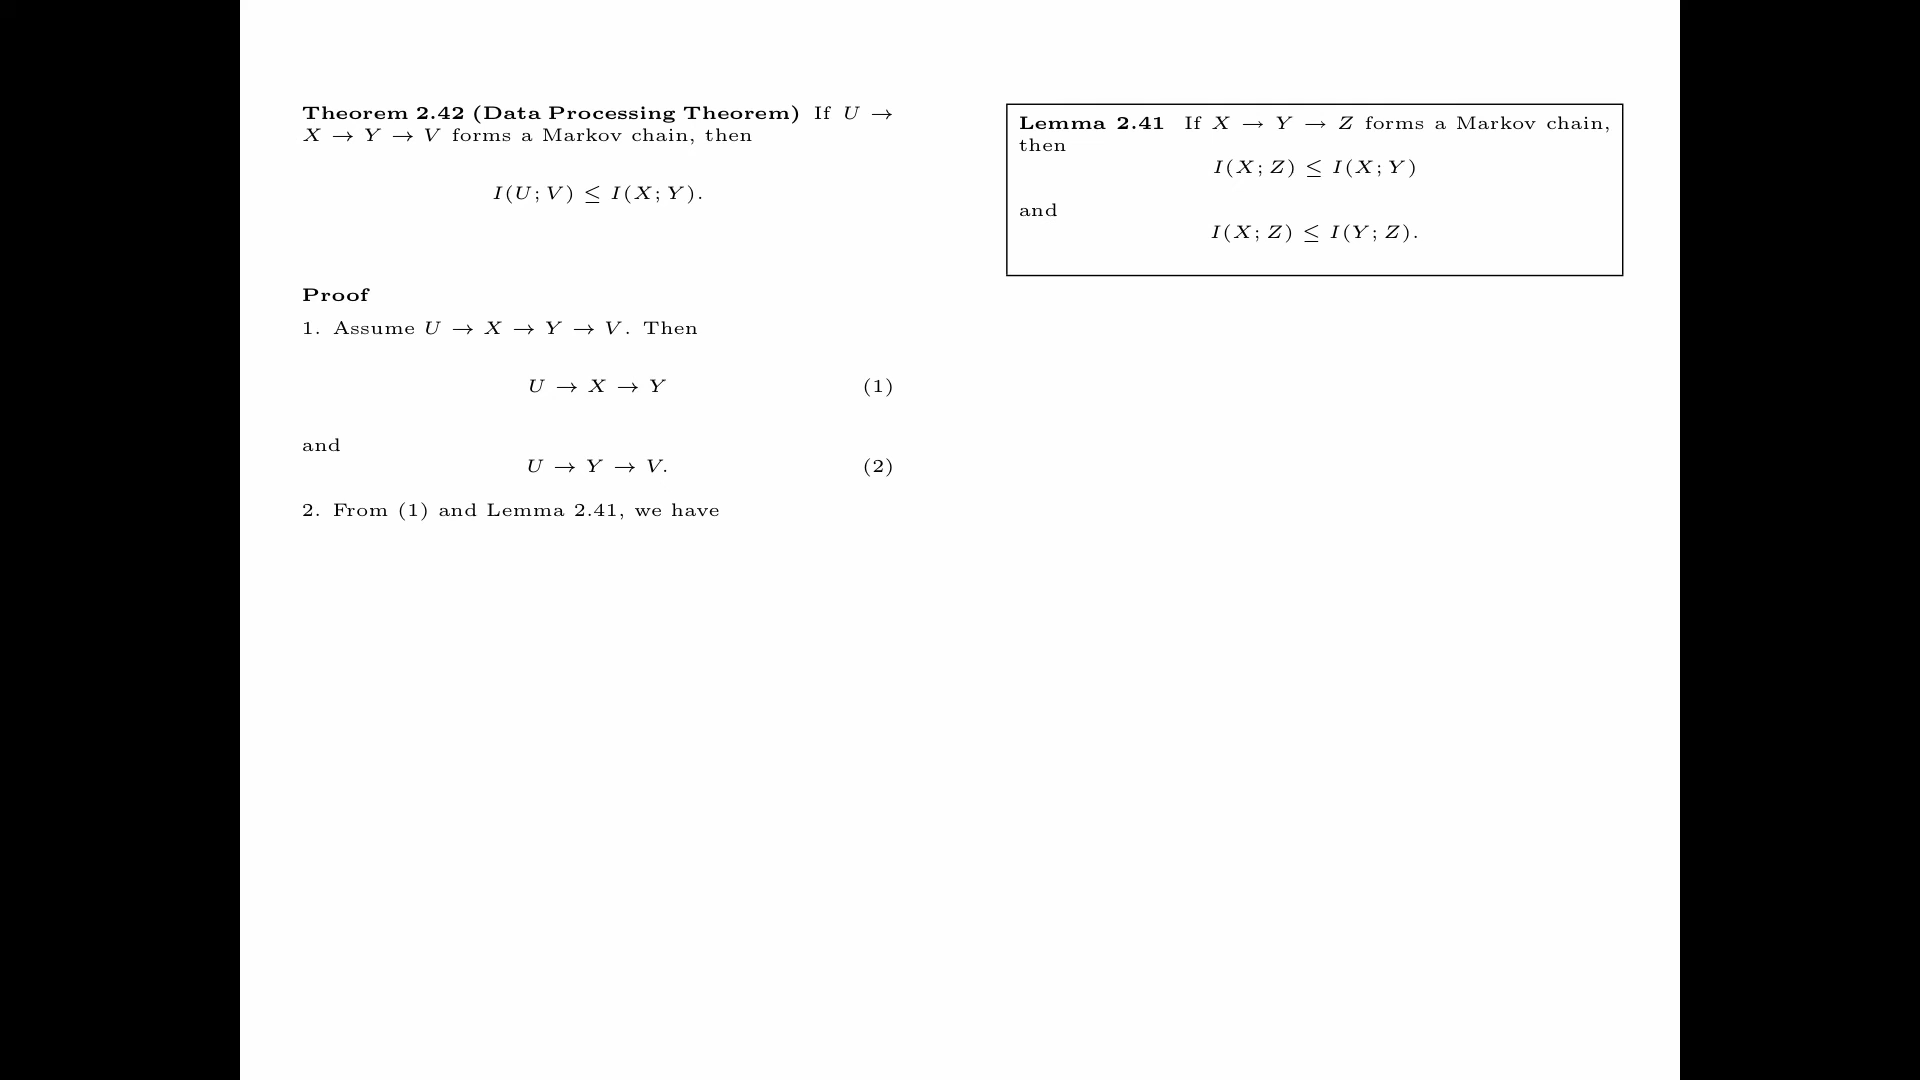 Theorem 2.42 (Data Processing Theorem) If U →
X → Y → V forms a Markov chain, then
I(U; V) ≤ I(X; Y).
Proof
1. Assume U → X → Y → V. Then
U → X → Y (1)
and
U → Y → V. (2)
2. From (1) and Lemma 2.41, we have
Lemma 2.41 If X → Y → Z forms a Markov chain,
then
I(X; Z) ≤ I(X; Y)
and
I(X; Z) ≤ I(Y; Z).